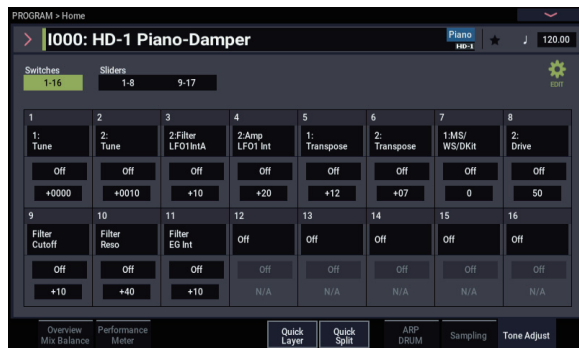 PROGRAM > Home
I000: HD-1 Piano-Damper
Piano
HD-1
♩ 120.00
Switches
1-16
Sliders
1-8 9-17
EDIT
1 2 3 4 5 6 7 8
1: 2: 2:Filter 2:Amp 1: 2: 1:MS/ 2:
Tune Tune LFO1IntA LFO1 Int Transpose Transpose WS/DKit Drive
Off Off Off Off Off Off Off Off
+0000 +0010 +10 +20 +12 +07 0 50
9 10 11 12 13 14 15 16
Filter Filter Filter Off Off Off Off Off
Cutoff Reso EG Int
Off Off Off Off Off Off Off Off
+10 +40 +10 N/A N/A N/A N/A N/A
Overview Performance Quick Quick ARP Sampling Tone Adjust
Mix Balance Meter Layer Split DRUM